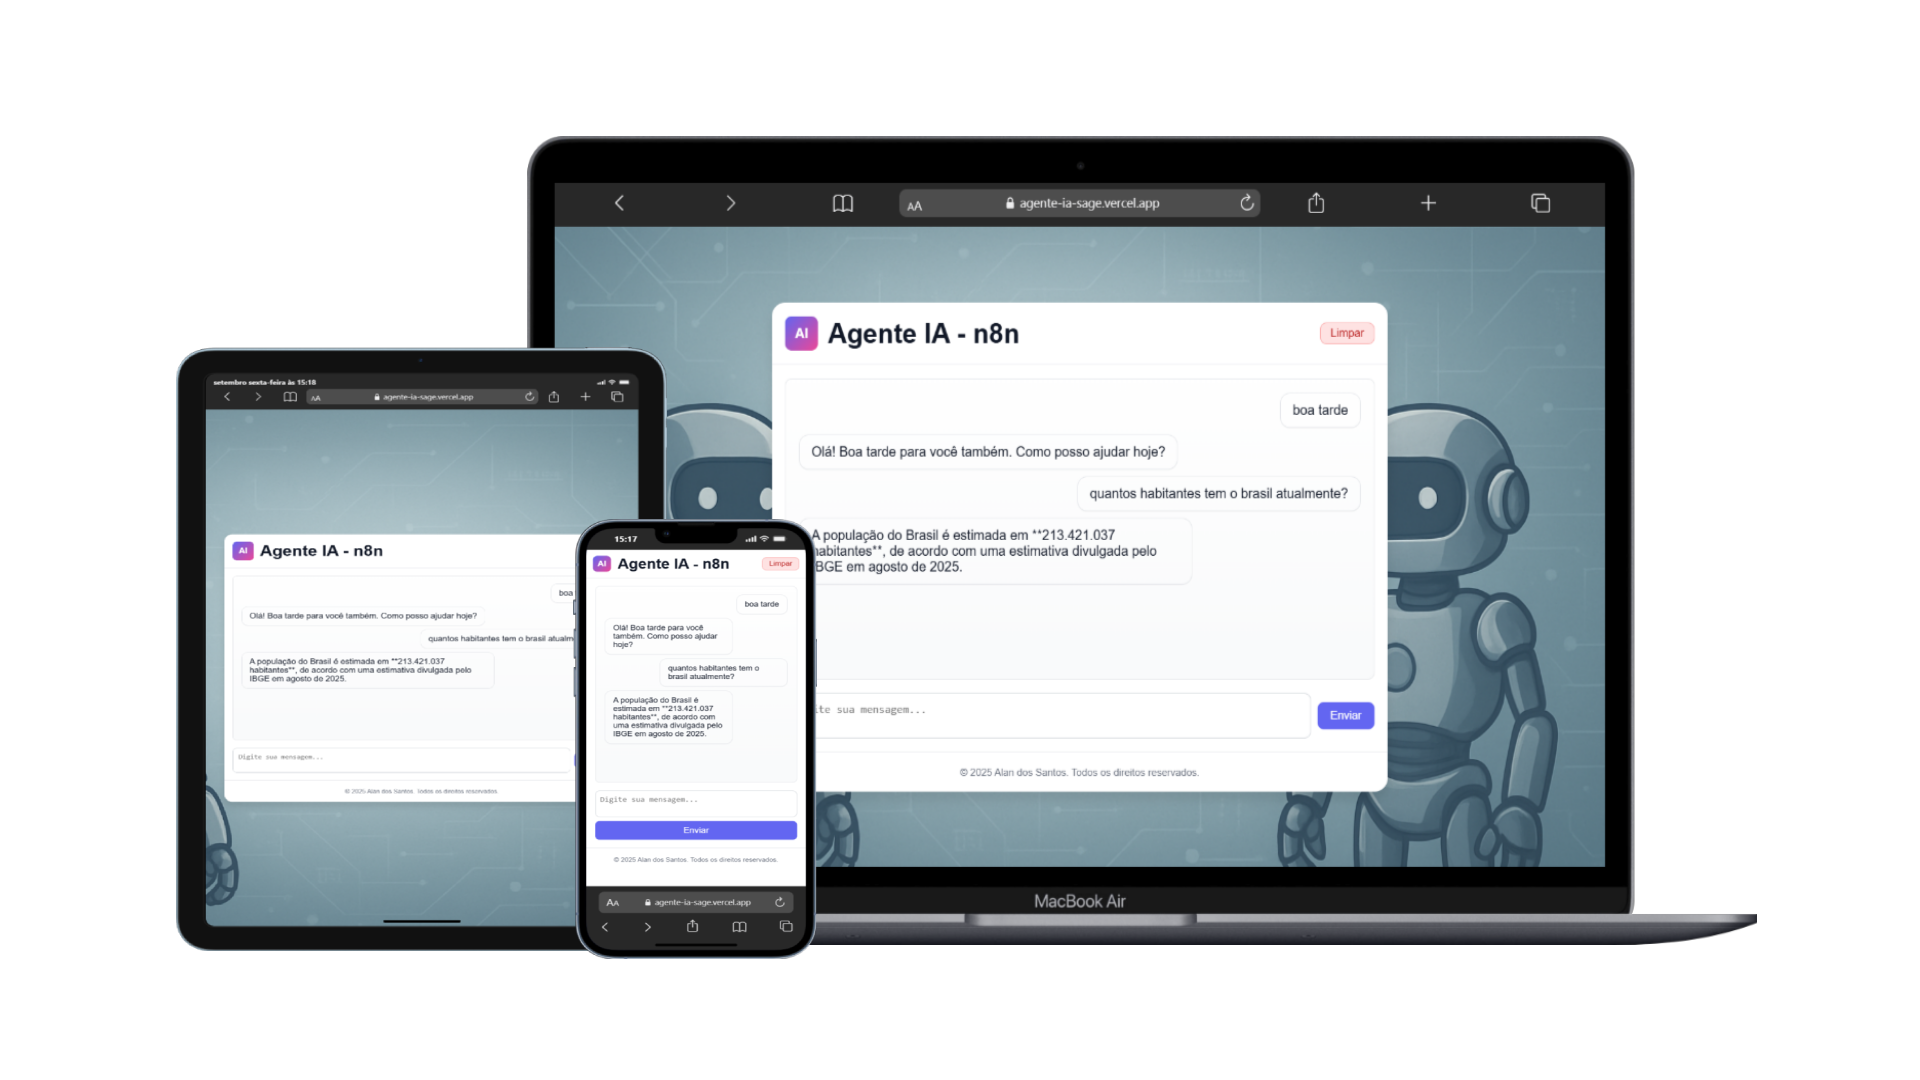 AA agente-ia-sage.vercel.app
AI Agente IA - n8n Limpar
boa tarde
Olá! Boa tarde para você também. Como posso ajudar hoje?
quantos habitantes tem o brasil atualmente?
A população do Brasil é estimada em **213.421.037
habitantes**, de acordo com uma estimativa divulgada pelo
IBGE em agosto de 2025.
sua mensagem...
Enviar
© 2025 Alan dos Santos. Todos os direitos reservados.
MacBook Air
setembro sexta-feira às 15:18
AA agente-ia-sage.vercel.app
AI Agente IA - n8n
boa
Olá! Boa tarde para você também. Como posso ajudar hoje?
quantos habitantes tem o brasil atualm
A população do Brasil é estimada em **213.421.037
habitantes**, de acordo com uma estimativa divulgada pelo
IBGE em agosto de 2025.
Digite sua mensagem...
© 2025 Alan dos Santos. Todos os direitos reservados.
15:17
AI Agente IA - n8n Limpar
boa tarde
Olá! Boa tarde para você
também. Como posso ajudar
hoje?
quantos habitantes tem o
brasil atualmente?
A população do Brasil é
estimada em **213.421.037
habitantes**, de acordo com
uma estimativa divulgada pelo
IBGE em agosto de 2025.
Digite sua mensagem...
Enviar
© 2025 Alan dos Santos. Todos os direitos reservados.
AA agente-ia-sage.vercel.app